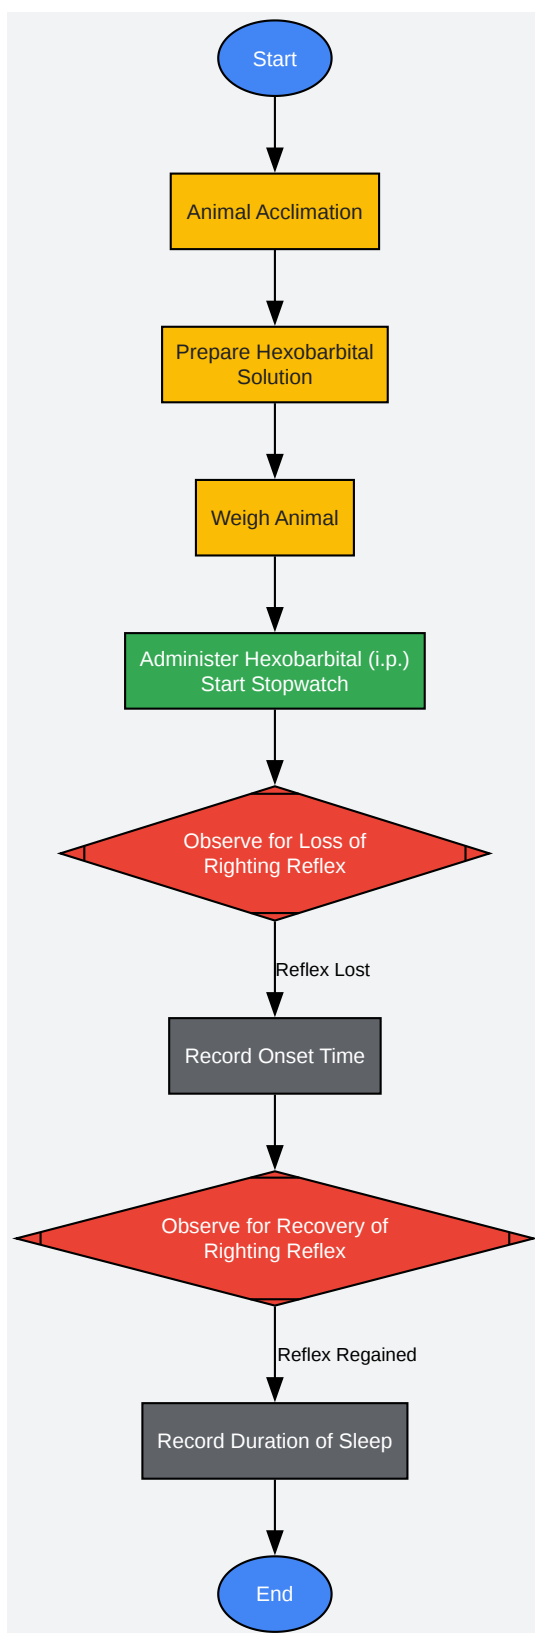 Start
Animal Acclimation
Prepare Hexobarbital
Solution
Weigh Animal
Administer Hexobarbital (i.p.)
Start Stopwatch
Observe for Loss of
Righting Reflex
Reflex Lost
Record Onset Time
Observe for Recovery of
Righting Reflex
Reflex Regained
Record Duration of Sleep
End